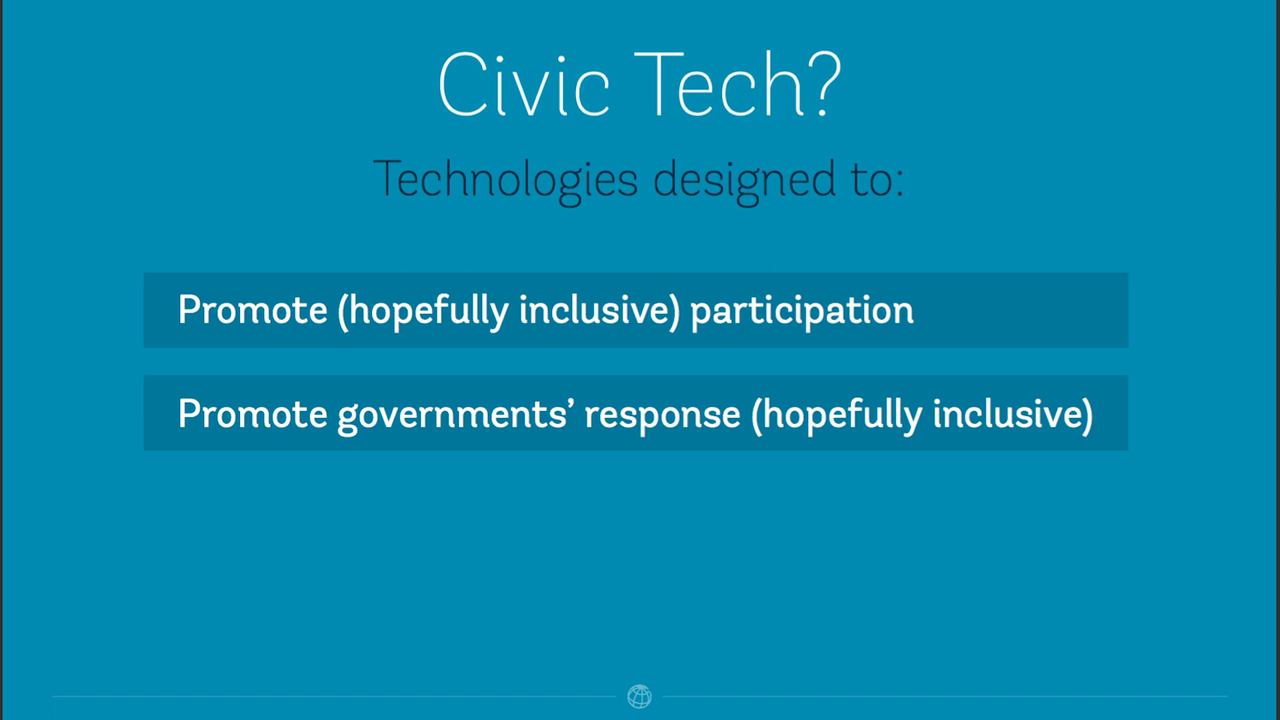 Civic Tech?
Technologies designed to:
Promote (hopefully inclusive) participation
Promote governments’ response (hopefully inclusive)